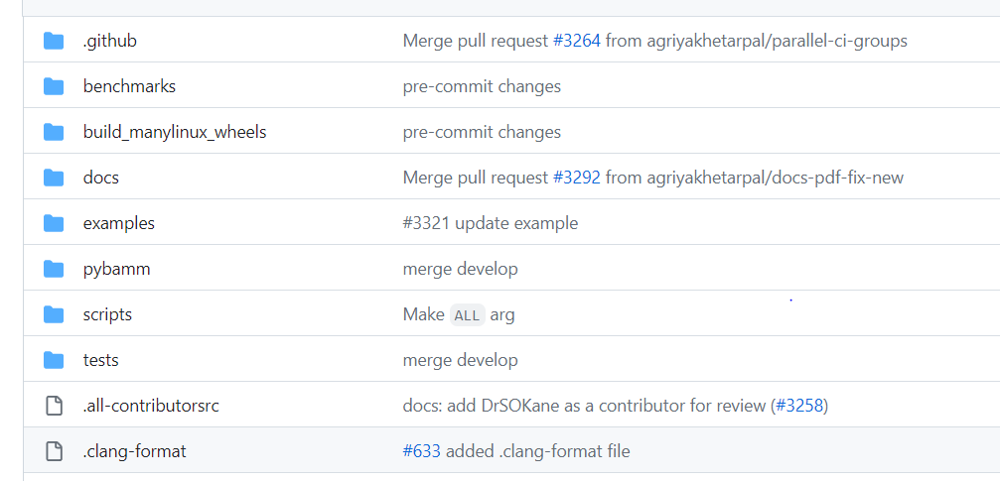 .github Merge pull request #3264 from agriyakhetarpal/parallel-ci-groups
benchmarks pre-commit changes
build_manylinux_wheels pre-commit changes
docs Merge pull request #3292 from agriyakhetarpal/docs-pdf-fix-new
examples #3321 update example
pybamm merge develop
scripts Make ALL arg
tests merge develop
.all-contributorsrc docs: add DrSOKane as a contributor for review (#3258)
.clang-format #633 added .clang-format file